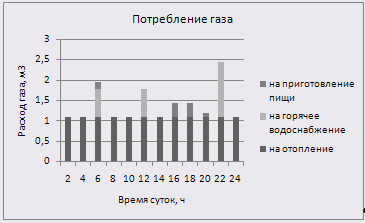 Потребление газа
Расход газа, м3
3
2,5
2
1,5
1
0,5
0
2 4 6 8 10 12 14 16 18 20 22 24
Время суток, ч
на приготовление
пищи
на горячее
водоснабжение
на отопление